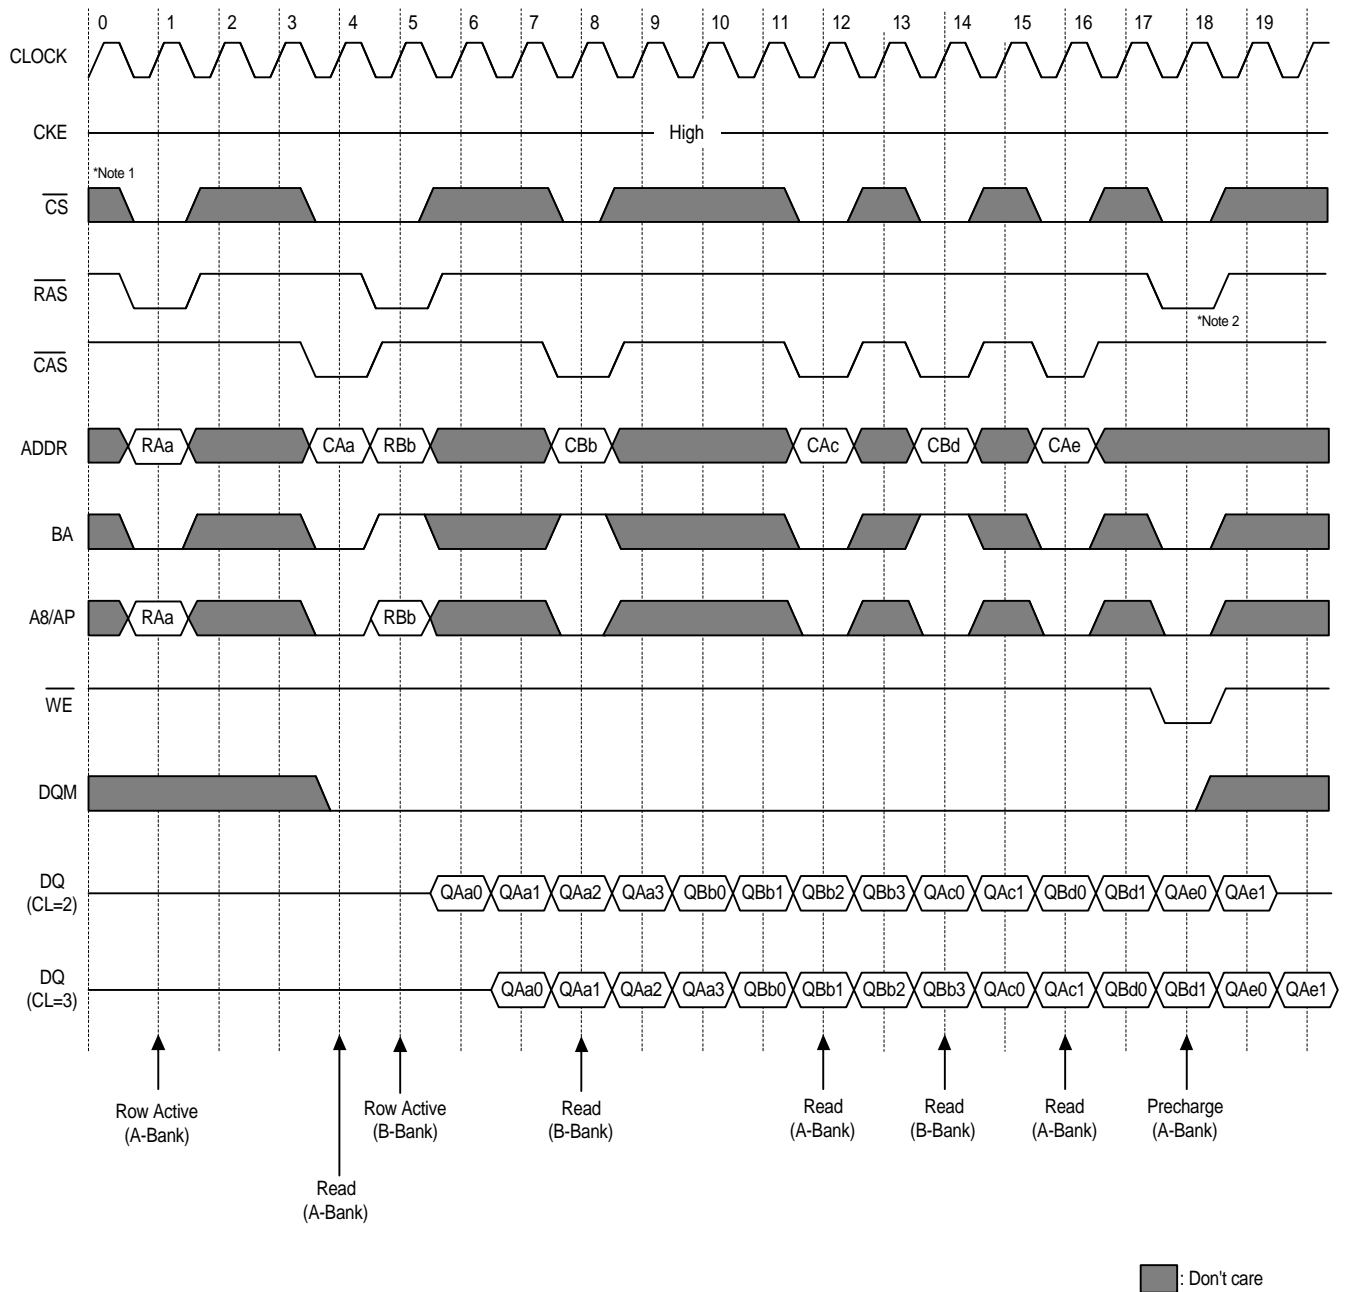 0 1 2 3 4 5 6 7 8 9 10 11 12 13 14 15 16 17 18 19
CLOCK
CKE
High
*Note 1
CS
RAS
*Note 2
CAS
ADDR RAa CAa RBb CBb CAc CBd CAe
BA
A8/AP RAa RBb
WE
DQM
DQ
(CL=2)
QAa0 QAa1 QAa2 QAa3 QBb0 QBb1 QBb2 QBb3 QAc0 QAc1 QBd0 QBd1 QAe0 QAe1
DQ
(CL=3)
QAa0 QAa1 QAa2 QAa3 QBb0 QBb1 QBb2 QBb3 QAc0 QAc1 QBd0 QBd1 QAe0 QAe1
Row Active
(A-Bank)
Row Active
(B-Bank)
Read
(B-Bank)
Read
(A-Bank)
Read
(B-Bank)
Read
(A-Bank)
Precharge
(A-Bank)
Read
(A-Bank)
: Don't care